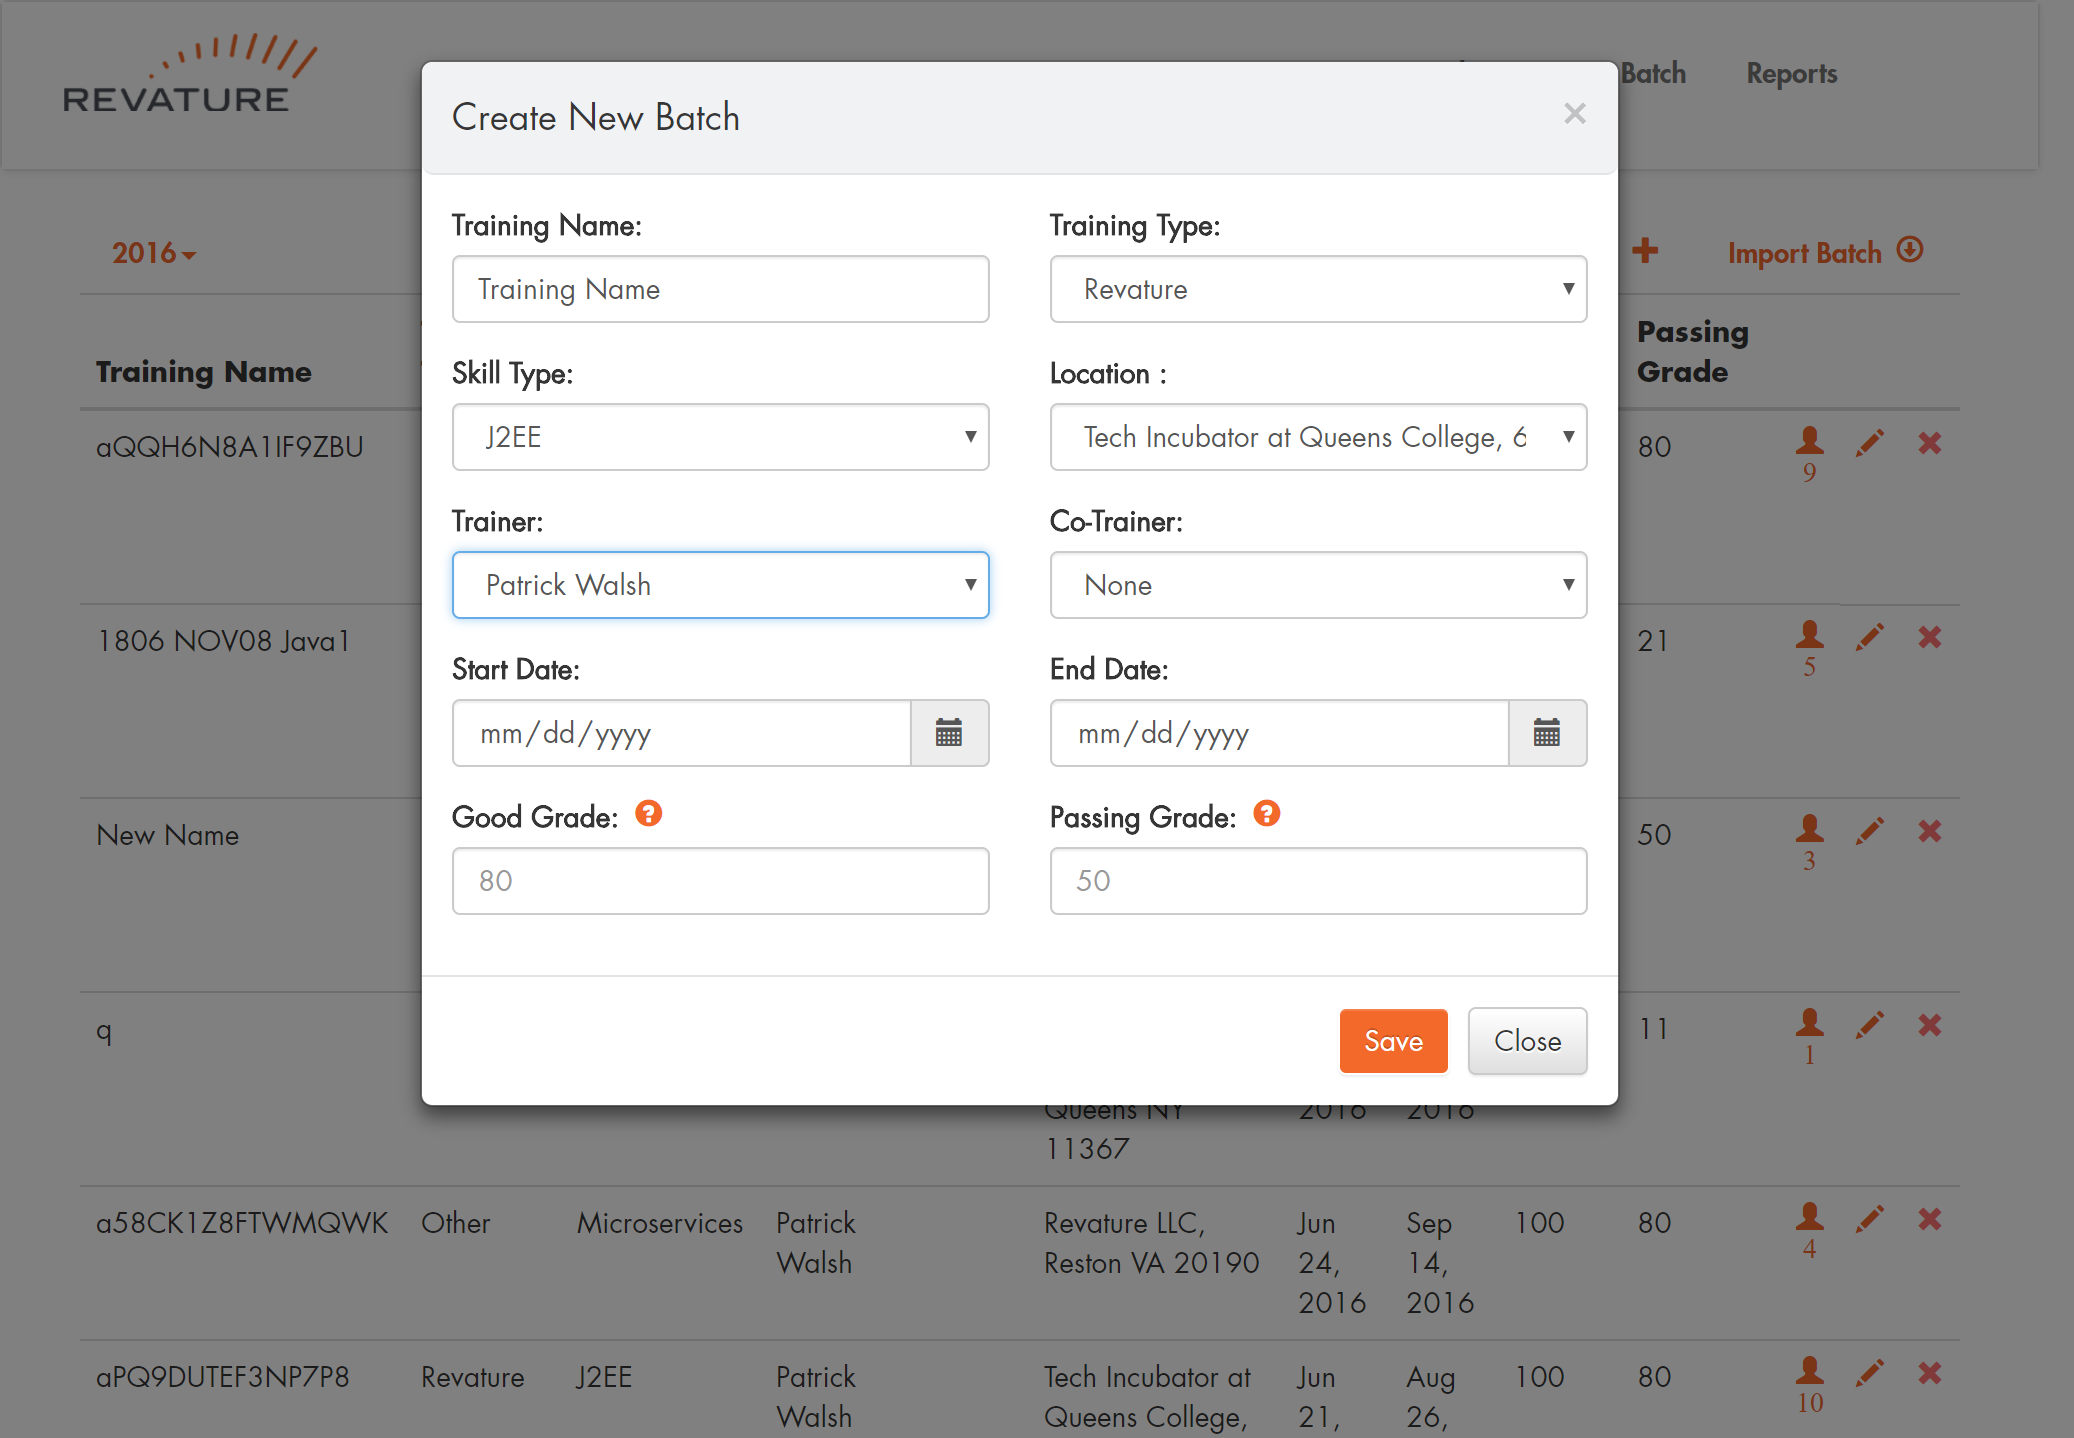 REVATURE
Batch
Reports
Create New Batch
×
Training Name:
Training Type:
Training Name
Revature
Skill Type:
Location :
J2EE
Tech Incubator at Queens College, 6
Trainer:
Co-Trainer:
Patrick Walsh
None
Start Date:
End Date:
mm/dd/yyyy
mm/dd/yyyy
Good Grade: ?
Passing Grade: ?
80
50
Save
Close
2016
Import Batch
Training Name
Passing
Grade
aQQH6N8A1IF9ZBU
80
9
1806 NOV08 Java1
21
5
New Name
50
3
q
11
1
Queens NY
11367
2016
2016
a58CK1Z8FTWMQWK
Other
Microservices
Patrick
Walsh
Revature LLC,
Reston VA 20190
Jun
24,
2016
Sep
14,
2016
100
80
4
aPQ9DUTEF3NP7P8
Revature
J2EE
Patrick
Walsh
Tech Incubator at
Queens College,
Jun
21,
Aug
26,
100
80
10